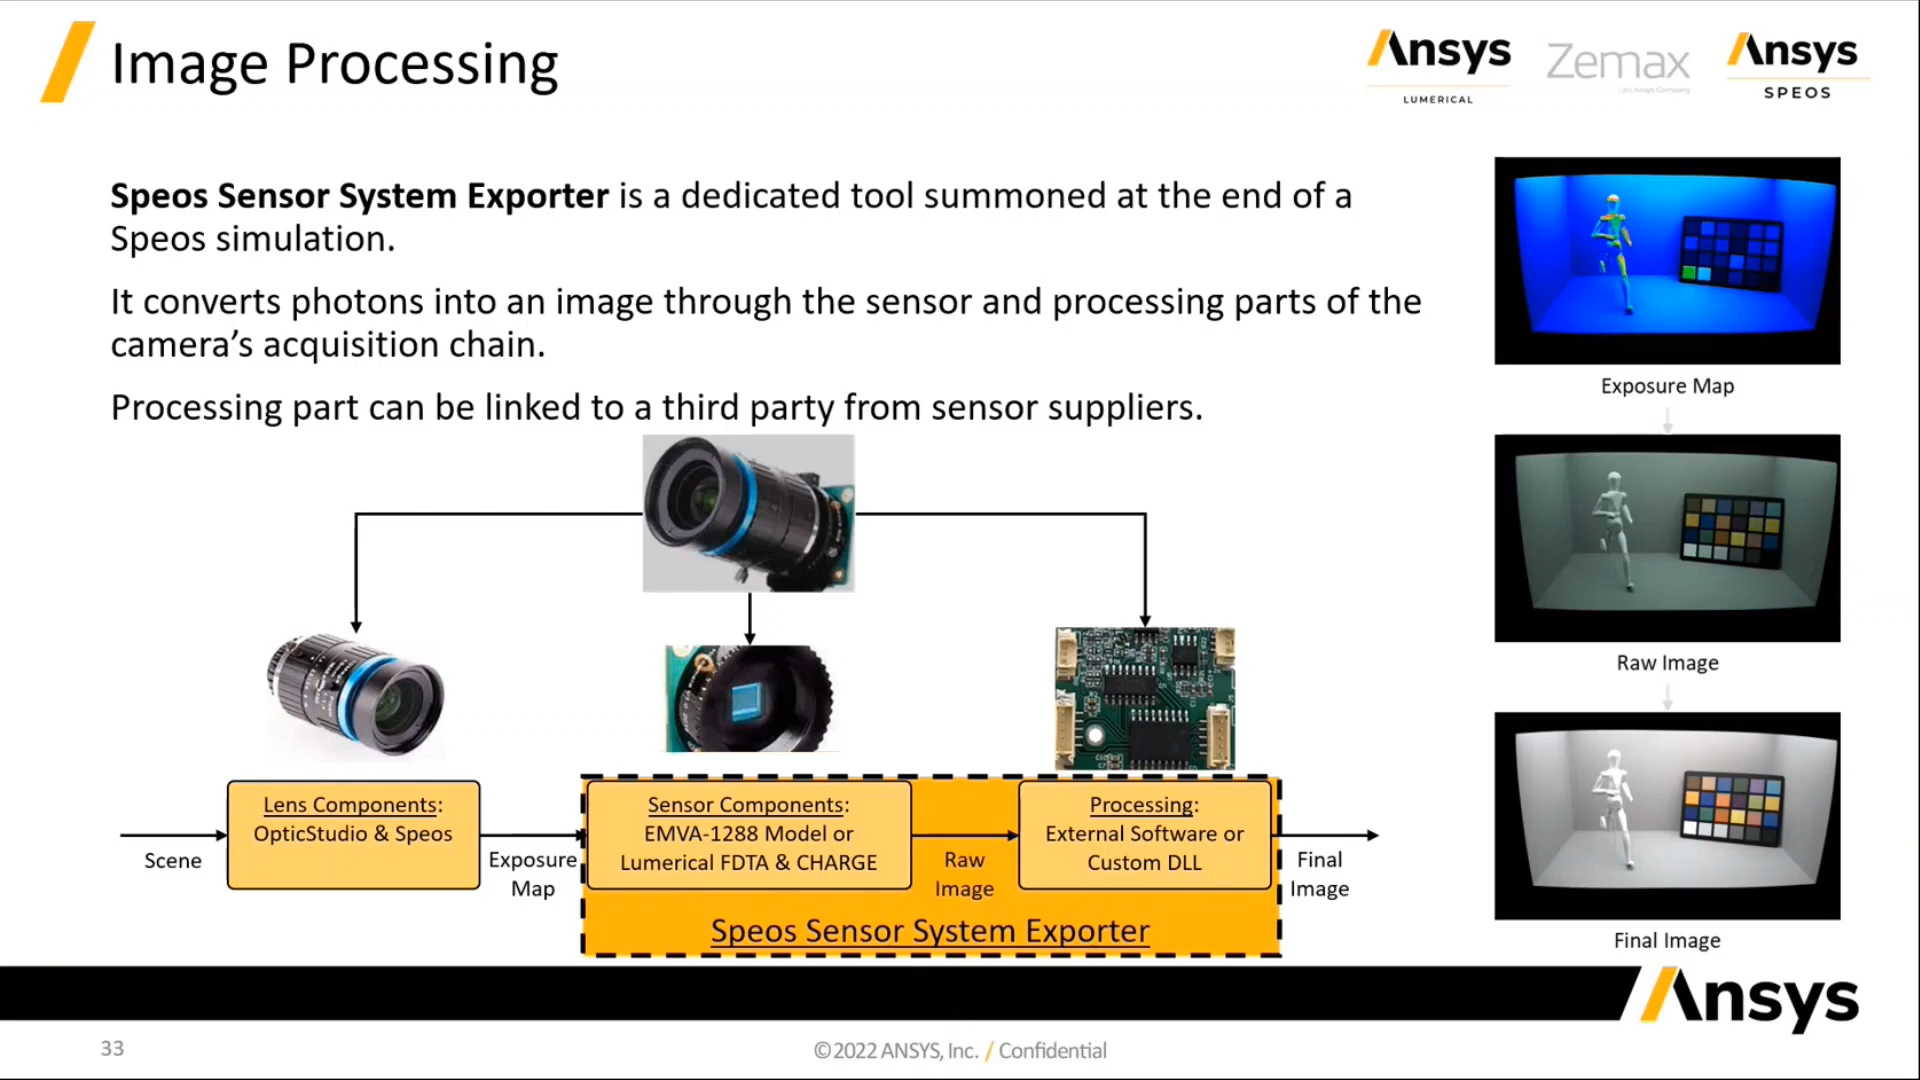 Image Processing
Ansys
LUMERICAL
Zemax
An Ansys Company
Ansys
SPEOS
Speos Sensor System Exporter is a dedicated tool summoned at the end of a
Speos simulation.
It converts photons into an image through the sensor and processing parts of the
camera’s acquisition chain.
Processing part can be linked to a third party from sensor suppliers.
Exposure Map
Raw Image
Final Image
Scene
Lens Components:
OpticStudio & Speos
Exposure
Map
Sensor Components:
EMVA-1288 Model or
Lumerical FDTA & CHARGE
Raw
Image
Processing:
External Software or
Custom DLL
Final
Image
Speos Sensor System Exporter
Ansys
33
©2022 ANSYS, Inc. / Confidential